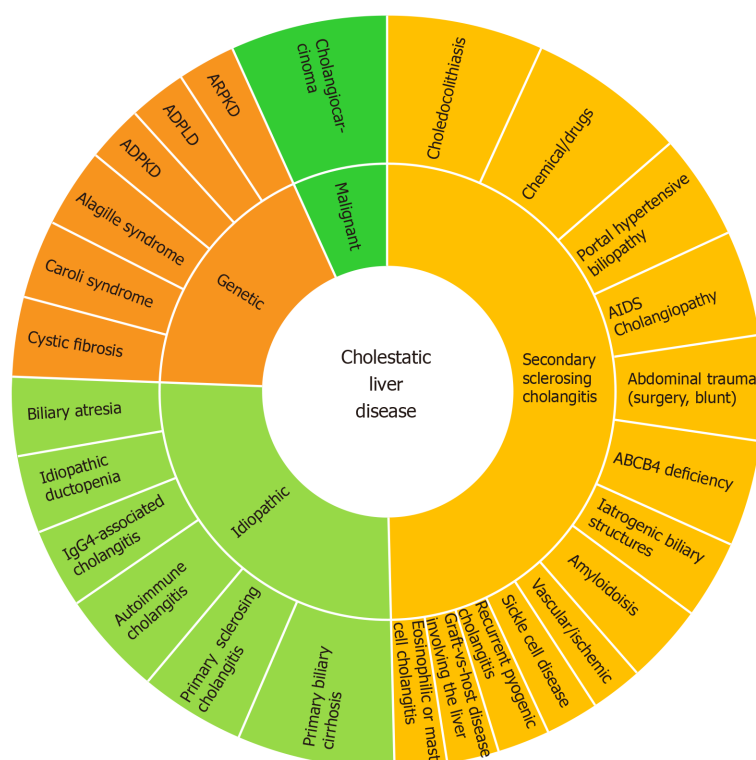 Cholestatic
liver
disease
Secondary
sclerosing
cholangitis
Choledocolithiasis
Chemical/drugs
Portal hypertensive
biliopathy
AIDS
Cholangiopathy
Abdominal trauma
(surgery, blunt)
ABCB4 deficiency
Iatrogenic biliary
structures
Amyloidoisis
Vascular/ischemic
Sickle cell disease
Recurrent pyogenic
cholangitis
Graft-vs-host disease
involving the liver
Eosinophilic or mast
cell cholangitis
Idiopathic
Primary biliary
cirrhosis
Primary sclerosing
cholangitis
Autoimmune
cholangitis
IgG4-associated
cholangitis
Idiopathic
ductopenia
Biliary atresia
Genetic
Cystic fibrosis
Caroli syndrome
Alagille syndrome
ADPKD
ADPLD
ARPKD
Malignant
Cholangiocar-
cinoma